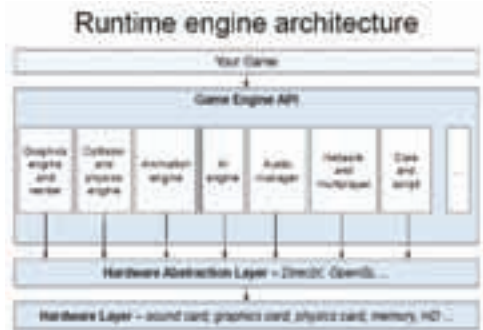 Runtime engine architecture
Your Game
Game Engine API
Graphics
engine
and
render
Collision
and
physics
engine
Animation
engine
AI
engine
Audio
manager
Network
and
multiplayer
Core
and
script
...
Hardware Abstraction Layer – DirectX, OpenGL ...
Hardware Layer – sound card, graphics card, physics card, memory, HD ...